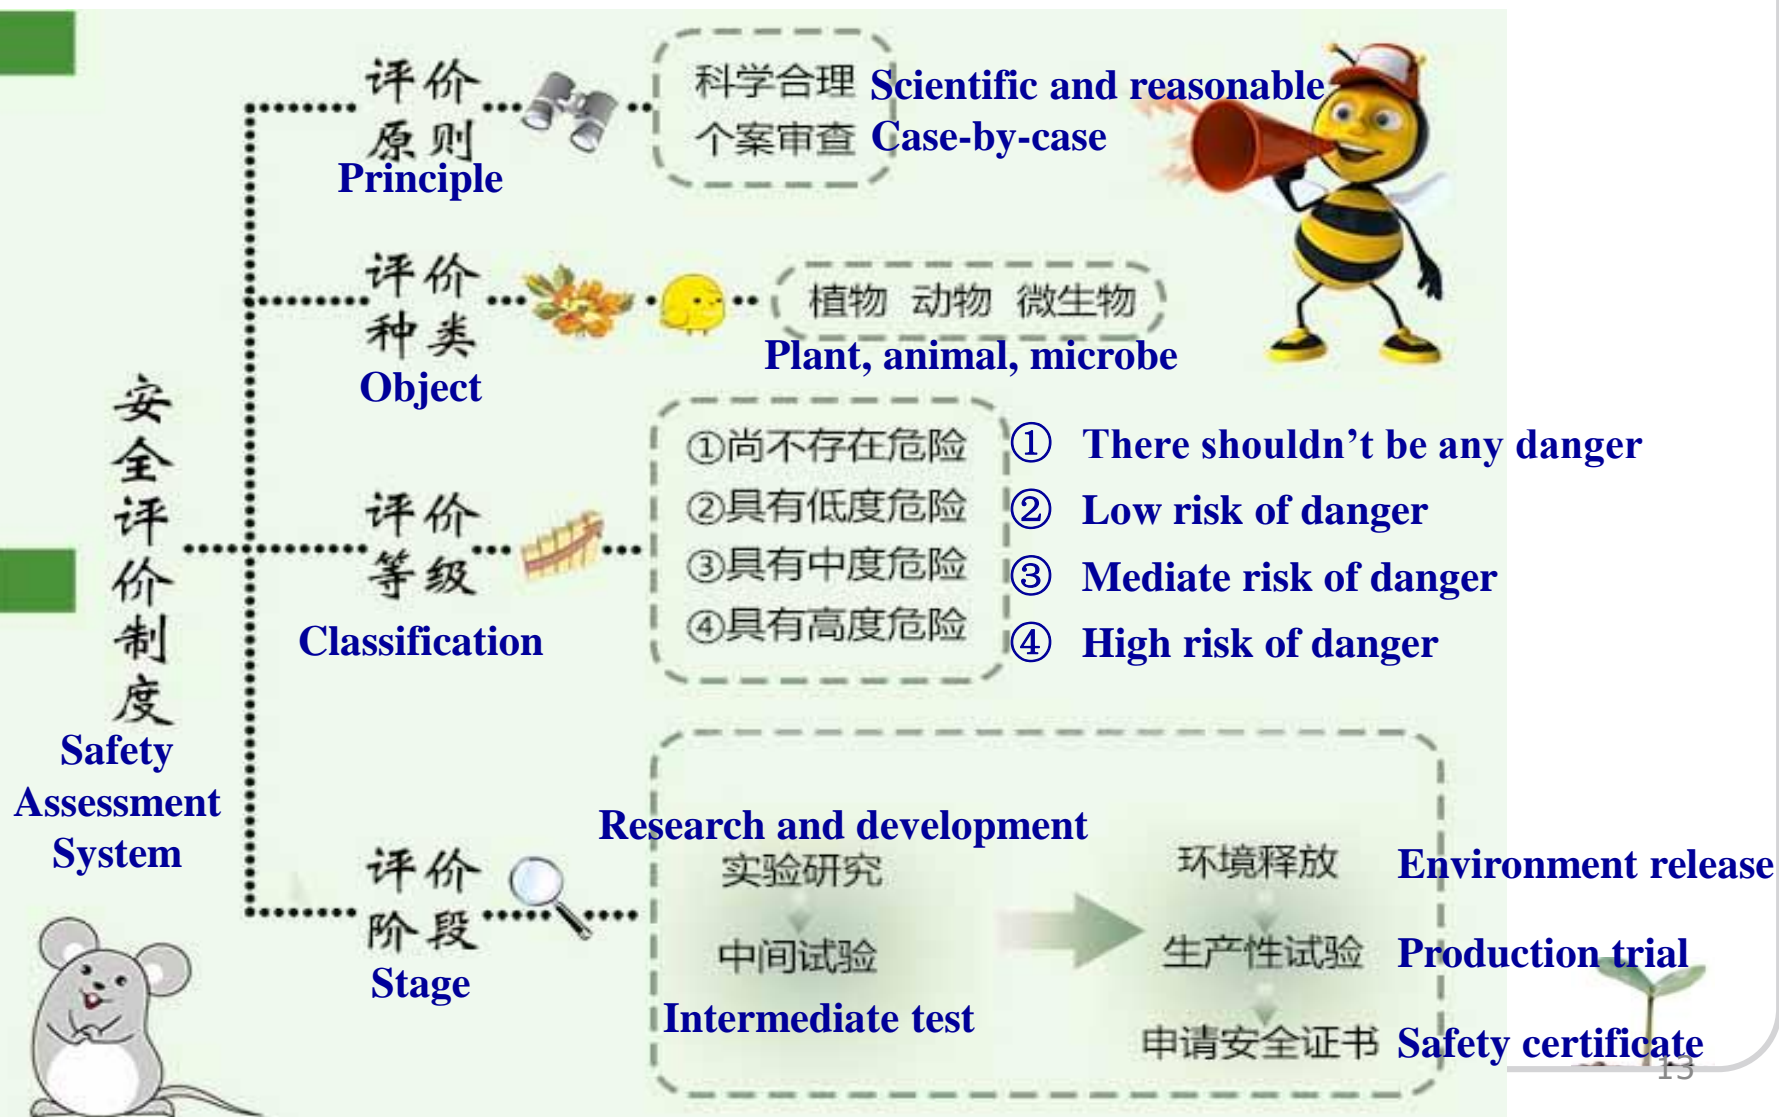 评价
原则
Principle
科学合理 Scientific and reasonable
个案审查 Case-by-case
评价
种类
Object
植物 动物 微生物
Plant, animal, microbe
安全评价制度
Safety
Assessment
System
评价
等级
Classification
①尚不存在危险 ① There shouldn't be any danger
②具有低度危险 ② Low risk of danger
③具有中度危险 ③ Mediate risk of danger
④具有高度危险 ④ High risk of danger
评价
阶段
Stage
Research and development
实验研究
中间试验
Intermediate test
环境释放 Environment release
生产性试验 Production trial
申请安全证书 Safety certificate
13